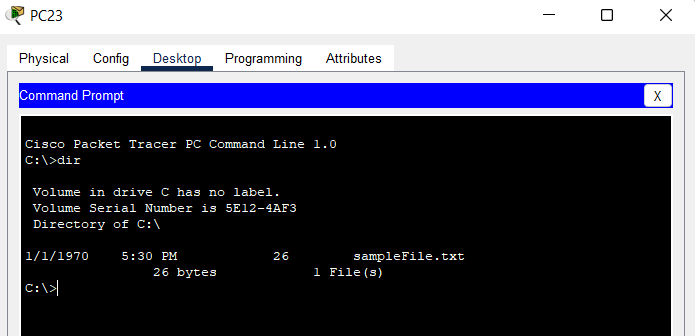 PC23
Physical Config Desktop Programming Attributes
Command Prompt
X
Cisco Packet Tracer PC Command Line 1.0
C:\>dir
Volume in drive C has no label.
Volume Serial Number is 5E12-4AF3
Directory of C:\
1/1/1970 5:30 PM 26 sampleFile.txt
26 bytes 1 File(s)
C:\>